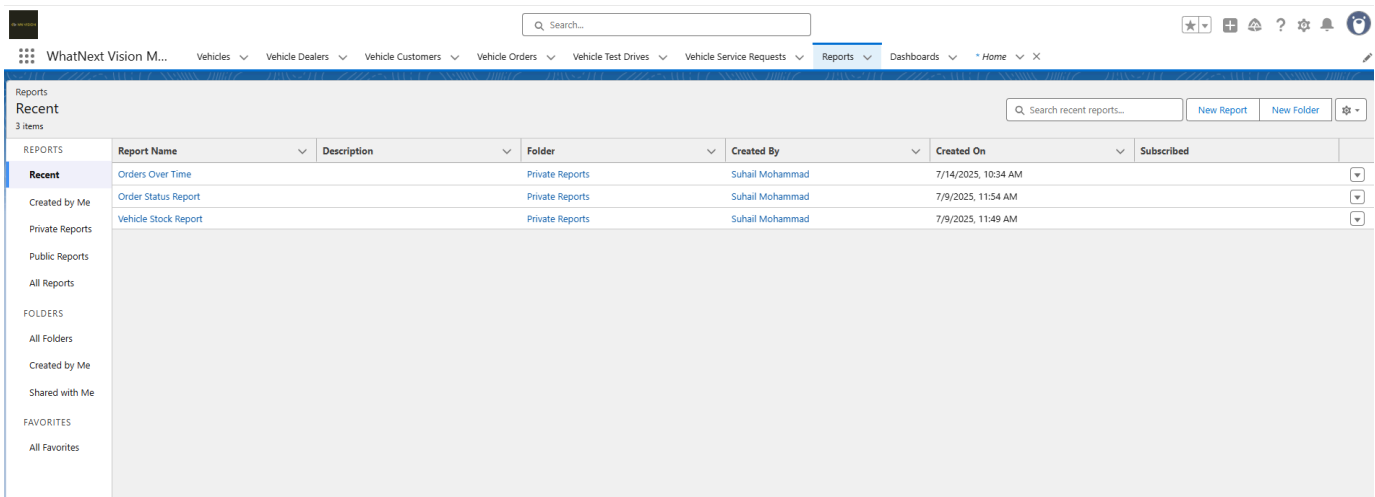 Search...
WhatNext Vision M... Vehicles Vehicle Dealers Vehicle Customers Vehicle Orders Vehicle Test Drives Vehicle Service Requests Reports Dashboards * Home
Reports
Recent
3 items
Search recent reports...
New Report
New Folder
REPORTS
Recent
Created by Me
Private Reports
Public Reports
All Reports
FOLDERS
All Folders
Created by Me
Shared with Me
FAVORITES
All Favorites
Report Name Description Folder Created By Created On Subscribed
Orders Over Time Private Reports Suhail Mohammad 7/14/2025, 10:34 AM
Order Status Report Private Reports Suhail Mohammad 7/9/2025, 11:54 AM
Vehicle Stock Report Private Reports Suhail Mohammad 7/9/2025, 11:49 AM